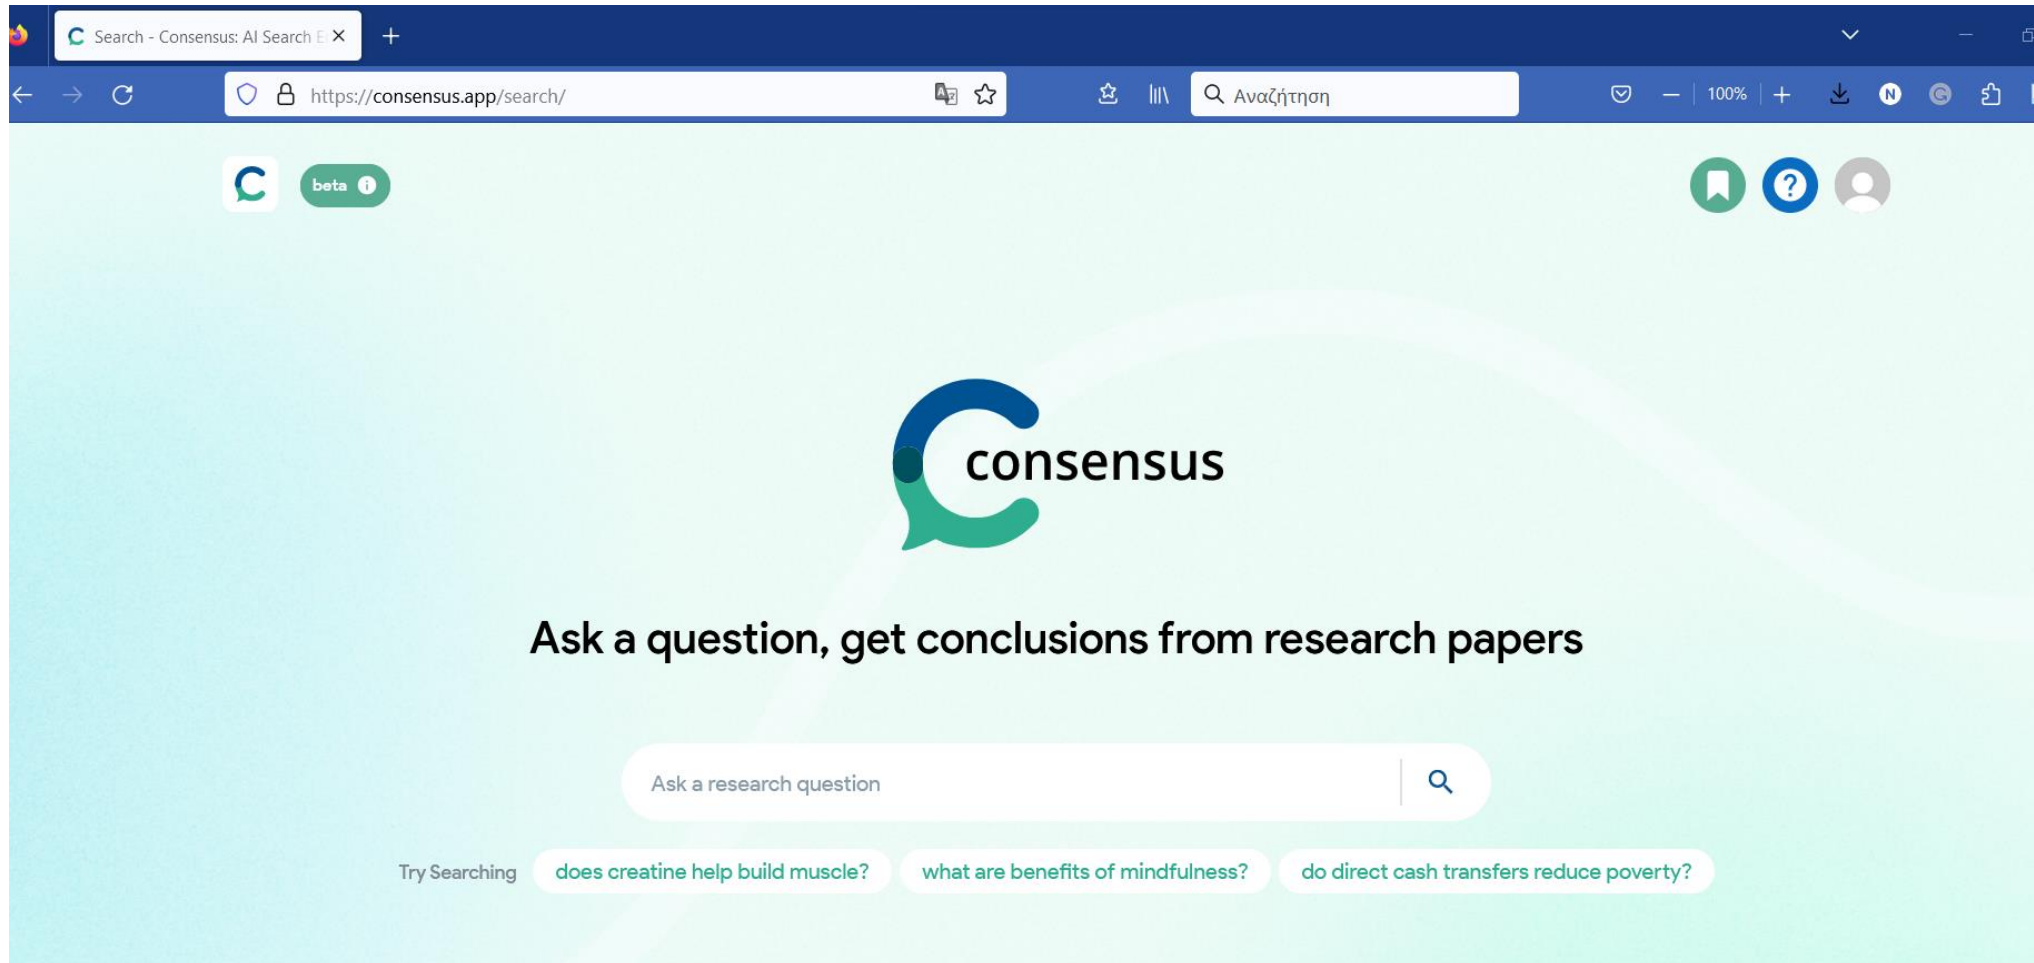 Search - Consensus: AI Search E
https://consensus.app/search/
Αναζήτηση
100%
N
G
beta
consensus
Ask a question, get conclusions from research papers
Ask a research question
Try Searching does creatine help build muscle? what are benefits of mindfulness? do direct cash transfers reduce poverty?